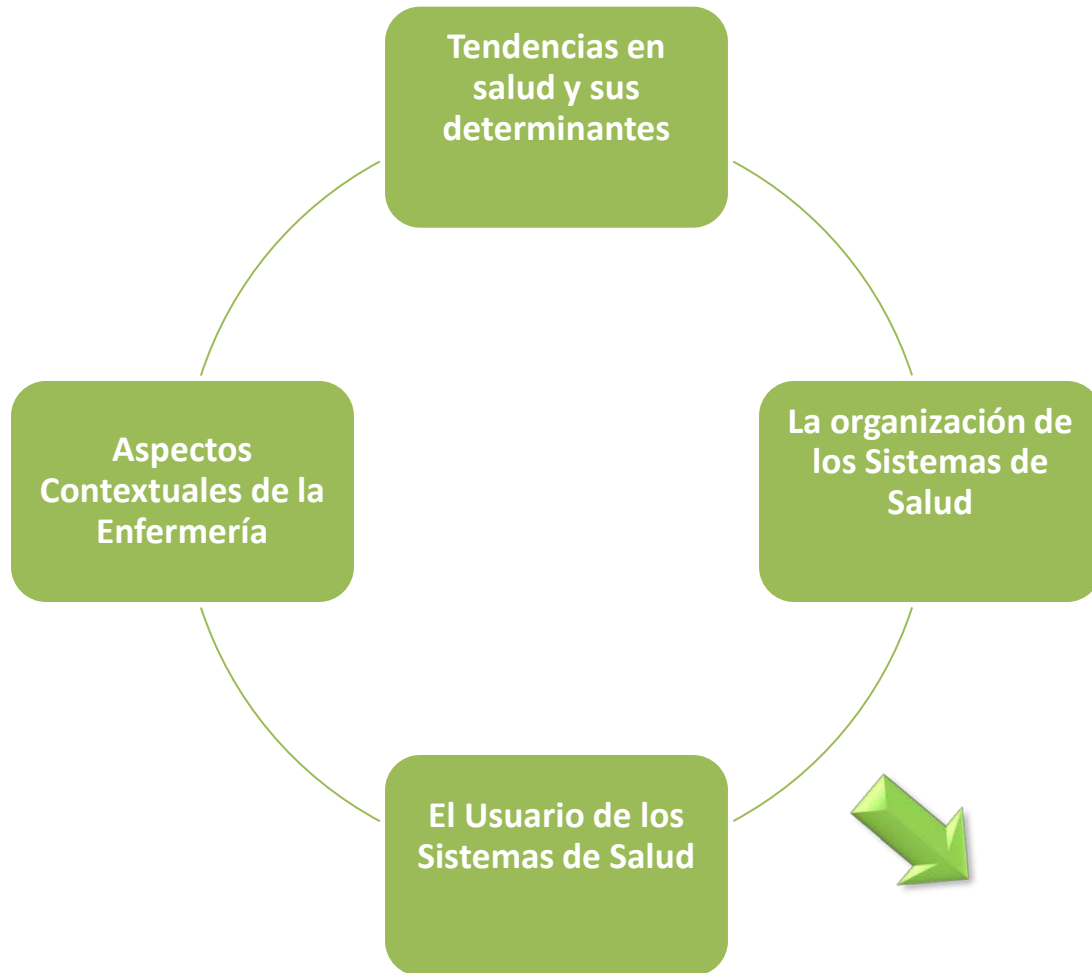 Tendencias en
salud y sus
determinantes
La organización de
los Sistemas de
Salud
El Usuario de los
Sistemas de Salud
Aspectos
Contextuales de la
Enfermería